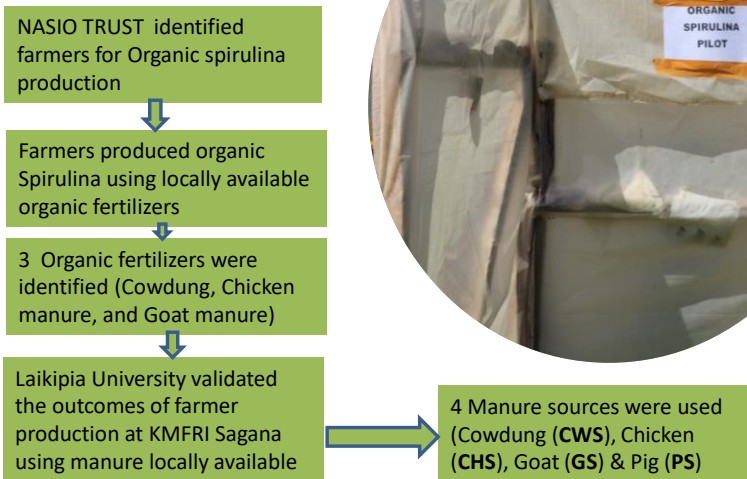 NASIO TRUST identified
farmers for Organic spirulina
production
Farmers produced organic
Spirulina using locally available
organic fertilizers
3 Organic fertilizers were
identified (Cowdung, Chicken
manure, and Goat manure)
Laikipia University validated
the outcomes of farmer
production at KMFRI Sagana
using manure locally available
4 Manure sources were used
(Cowdung (CWS), Chicken
(CHS), Goat (GS) & Pig (PS)
ORGANIC
SPIRULINA
PILOT